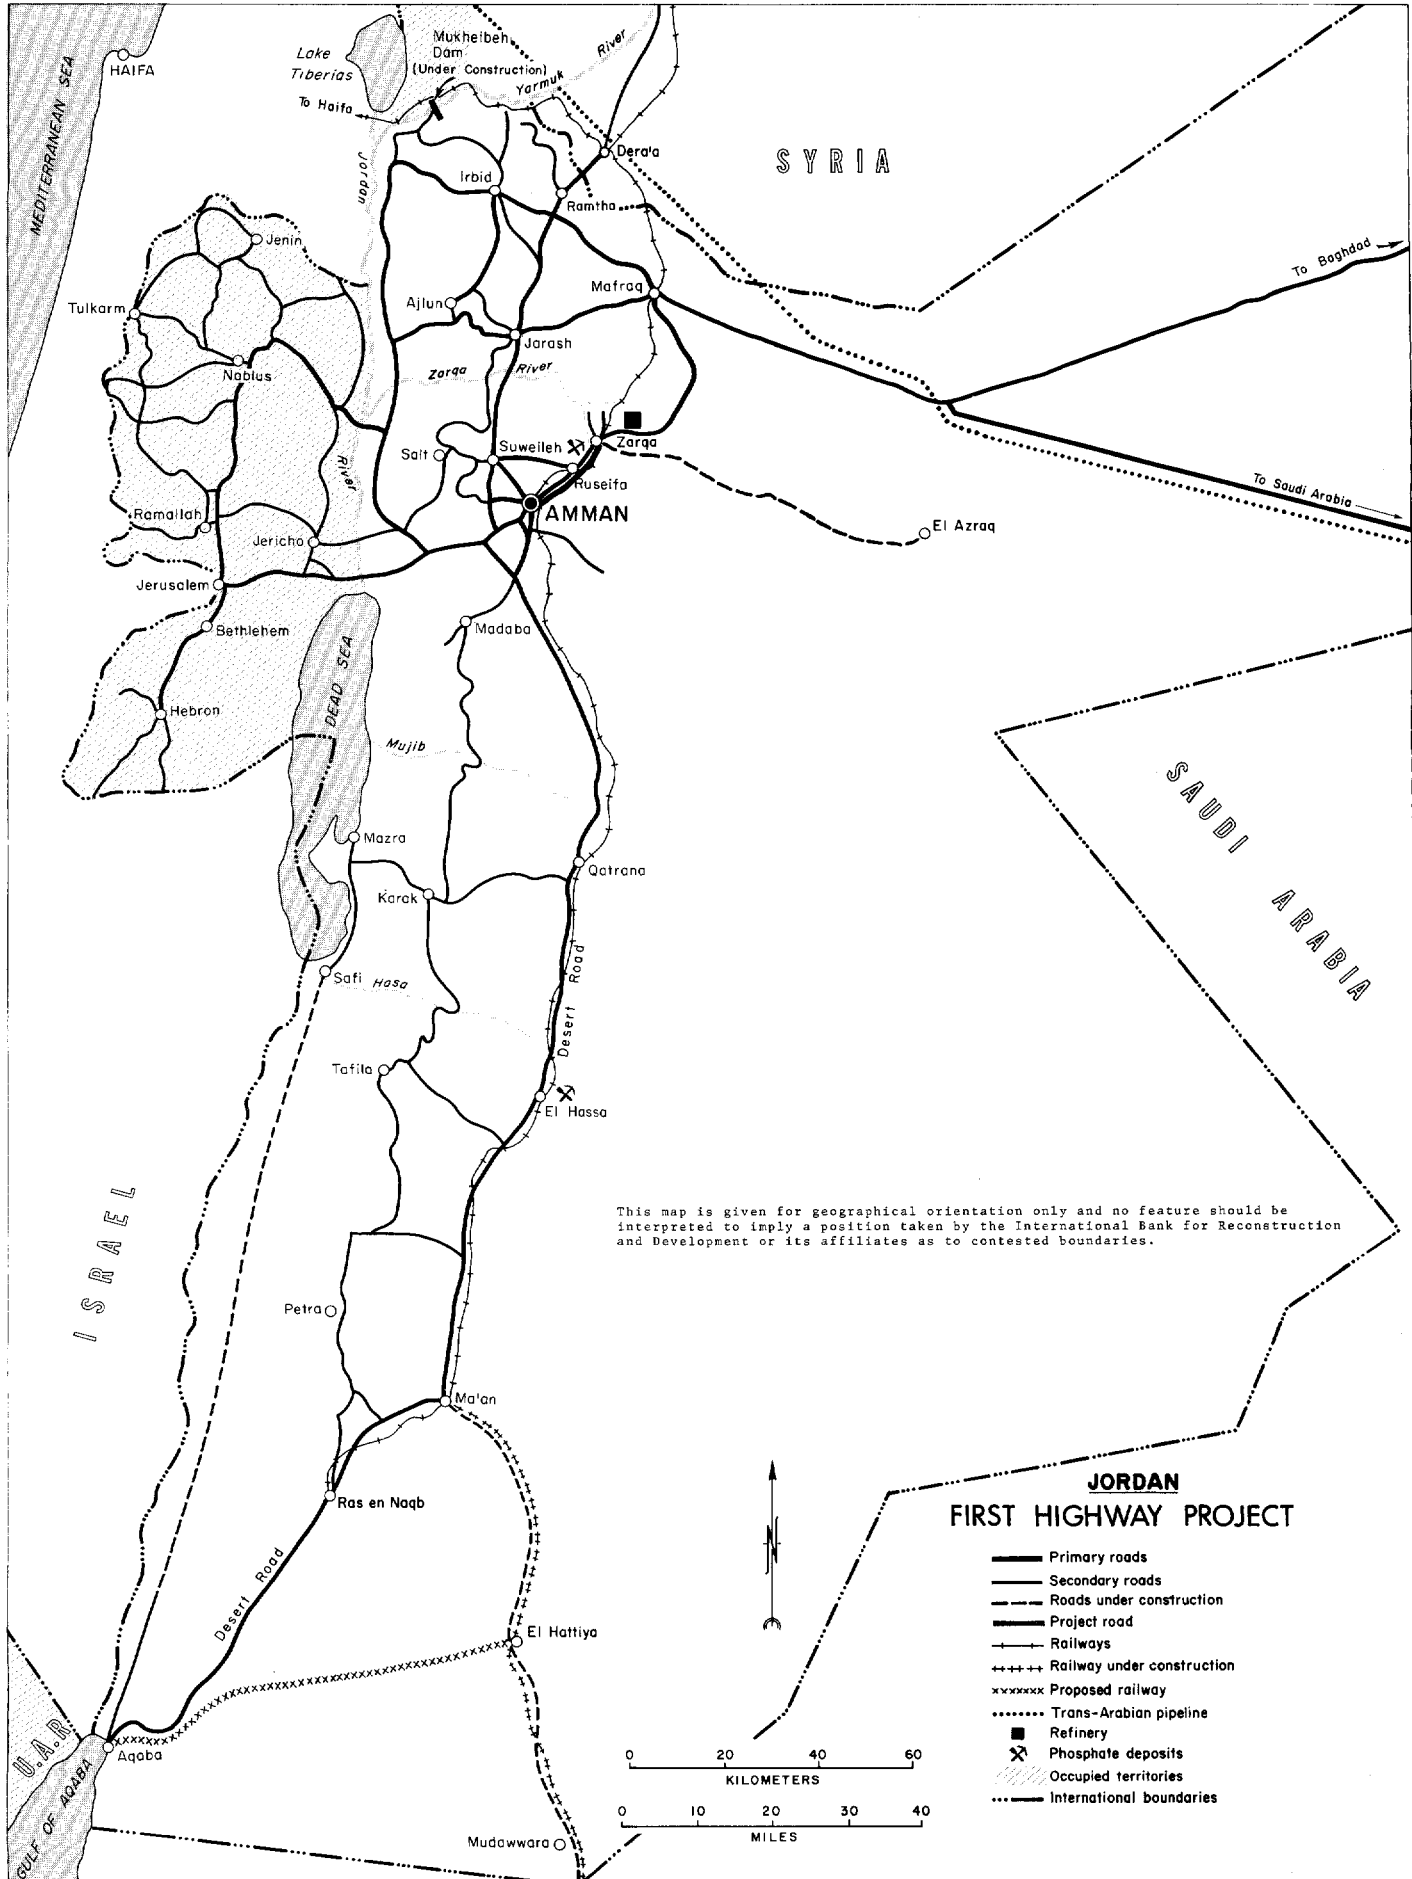 HAIFA
MEDITERRANEAN SEA
Lake
Tiberias
Mukheibeh
Dam
(Under Construction)
To Haifa
Yarmuk
River
Dera'a
SYRIA
Jordan
Irbid
Ramtha
Jenin
Tulkarm
Ajlun
Mafraq
To Baghdad
Jarash
Nablus
Zarqa
River
Salt
Suweileh
Zarqa
Ruseifa
River
To Saudi Arabia
Ramallah
AMMAN
El Azraq
Jericho
Jerusalem
Bethlehem
Madaba
DEAD SEA
Hebron
Mujib
SAUDI ARABIA
Mazra
Qatrana
Karak
Safi
Hasa
Desert Road
Tafila
El Hassa
ISRAEL
This map is given for geographical orientation only and no feature should be
interpreted to imply a position taken by the International Bank for Reconstruction
and Development or its affiliates as to contested boundaries.
Petra
Ma'an
Ras en Naqb
Desert Road
El Hattiya
U.A.R.
Aqaba
GULF OF AQABA
Mudawwara
N
JORDAN
FIRST HIGHWAY PROJECT
Primary roads
Secondary roads
Roads under construction
Project road
Railways
Railway under construction
Proposed railway
Trans-Arabian pipeline
Refinery
Phosphate deposits
Occupied territories
International boundaries
0 20 40 60
KILOMETERS
0 10 20 30 40
MILES